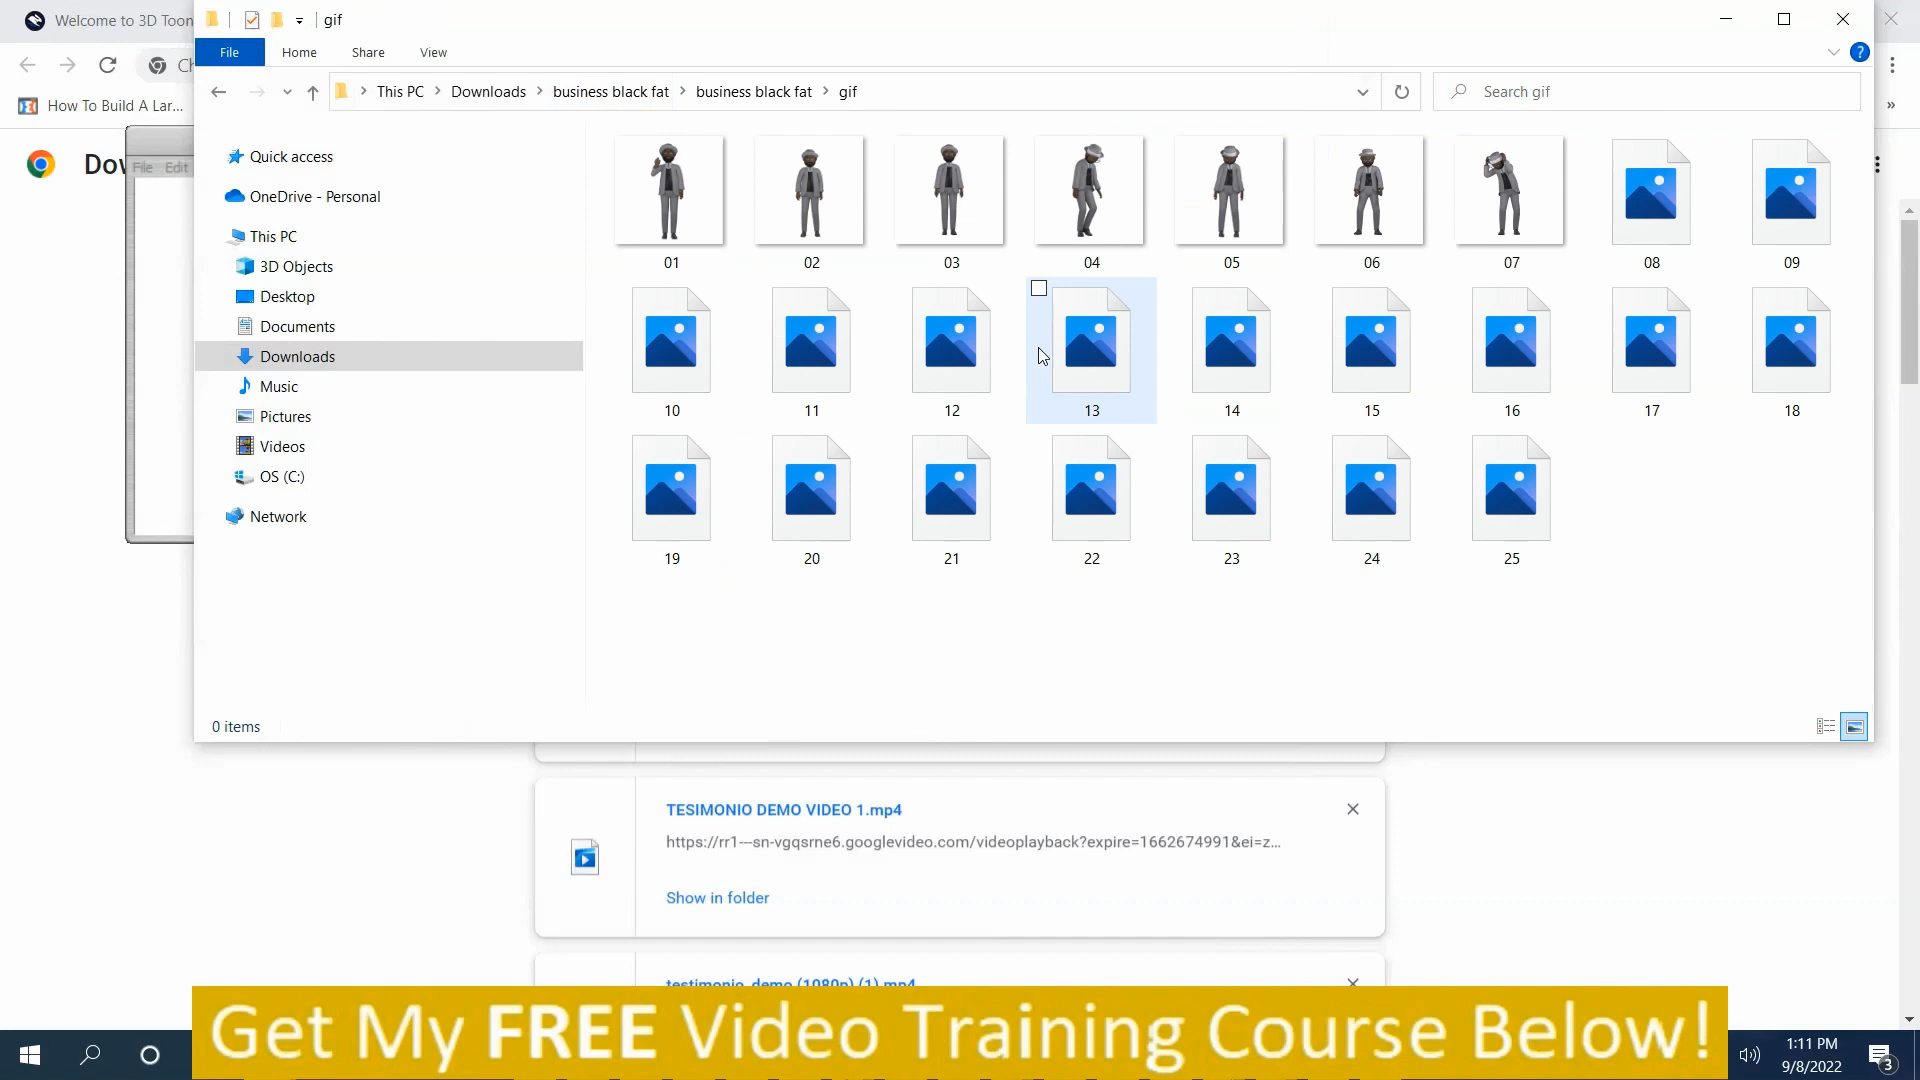 Welcome to 3D Toon
gif
File Home Share View
Ch
This PC Downloads business black fat business black fat gif
Search gif
How To Build A Lar...
»
Dow
File Edit
Quick access
OneDrive - Personal
This PC
3D Objects
Desktop
Documents
Downloads
Music
Pictures
Videos
OS (C:)
Network
01 02 03 04 05 06 07 08 09
10 11 12 13 14 15 16 17 18
19 20 21 22 23 24 25
0 items
TESIMONIO DEMO VIDEO 1.mp4
https://rr1---sn-vgqsrne6.googlevideo.com/videoplayback?expire=1662674991&ei=z...
Show in folder
testimonio_demo (1080p) (1).mp4
Get My FREE Video Training Course Below!
1:11 PM
9/8/2022
3